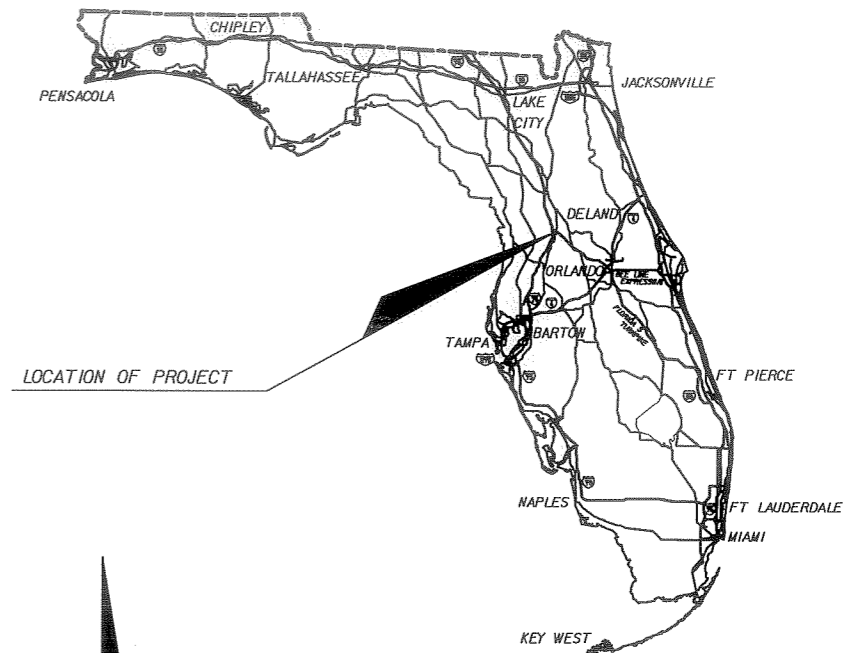 CHIPLEY
TALLAHASSEE
PENSACOLA
JACKSONVILLE
LAKE
CITY
DELAND
ORLANDO
BEE LINE
EXPRESSWAY
FLORIDA'S
TURNPIKE
TAMPA
BARTOW
LOCATION OF PROJECT
FT PIERCE
NAPLES
FT LAUDERDALE
MIAMI
KEY WEST